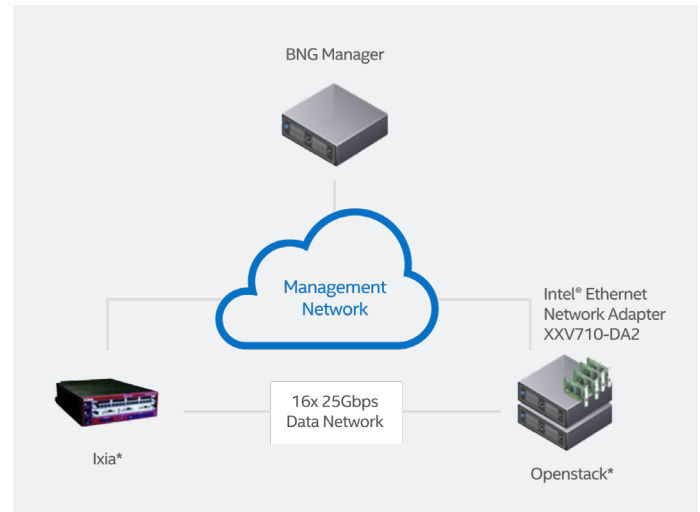 BNG Manager
Management
Network
Intel® Ethernet
Network Adapter
XXV710-DA2
16x 25Gbps
Data Network
Ixia*
Openstack*